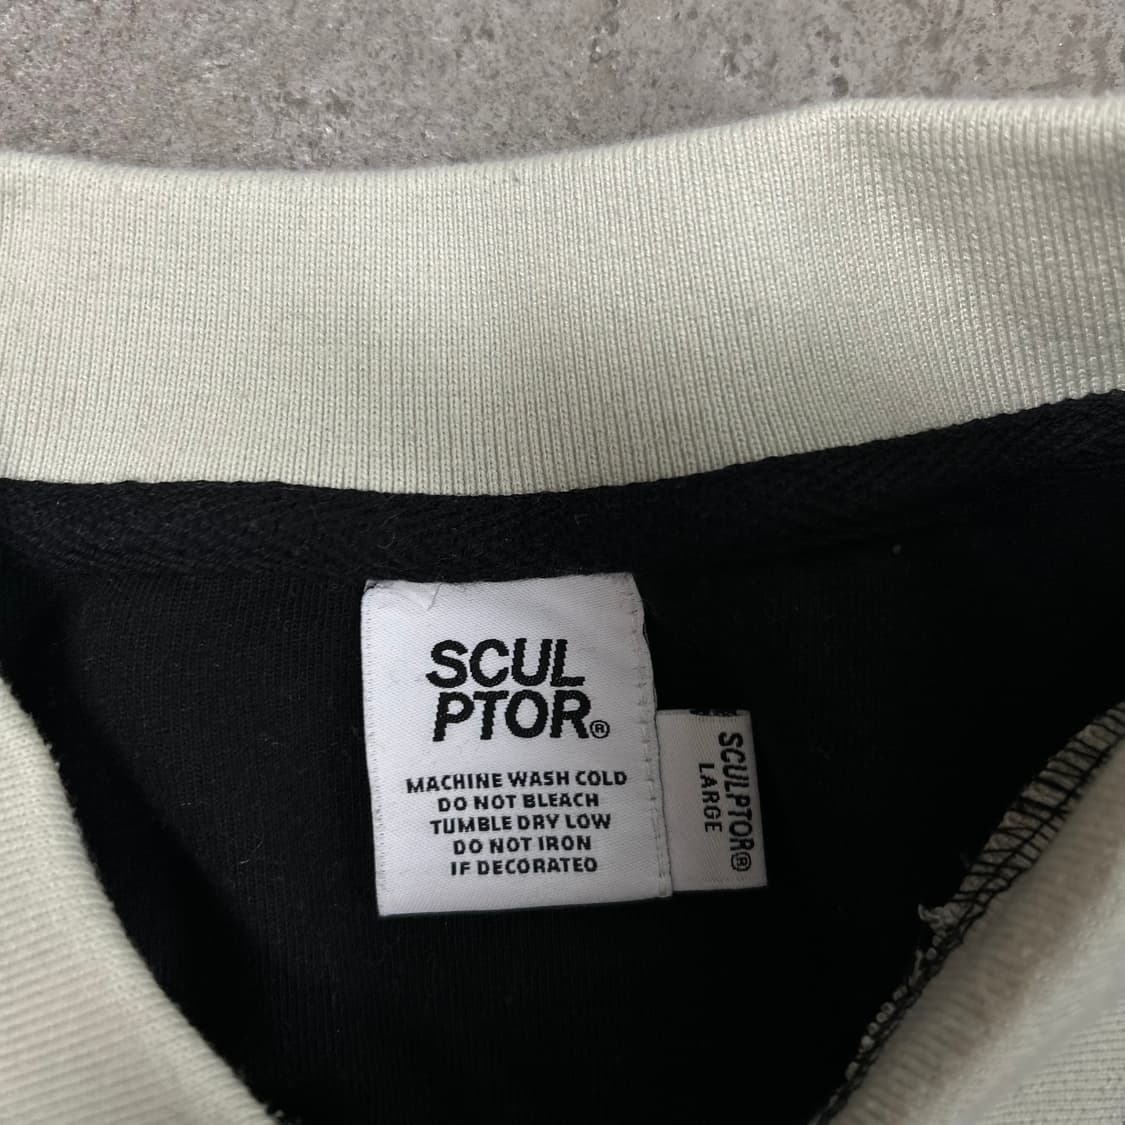 SCUL
PTOR®
MACHINE WASH COLD
DO NOT BLEACH
TUMBLE DRY LOW
DO NOT IRON
IF DECORATED
SCULPTOR®
LARGE